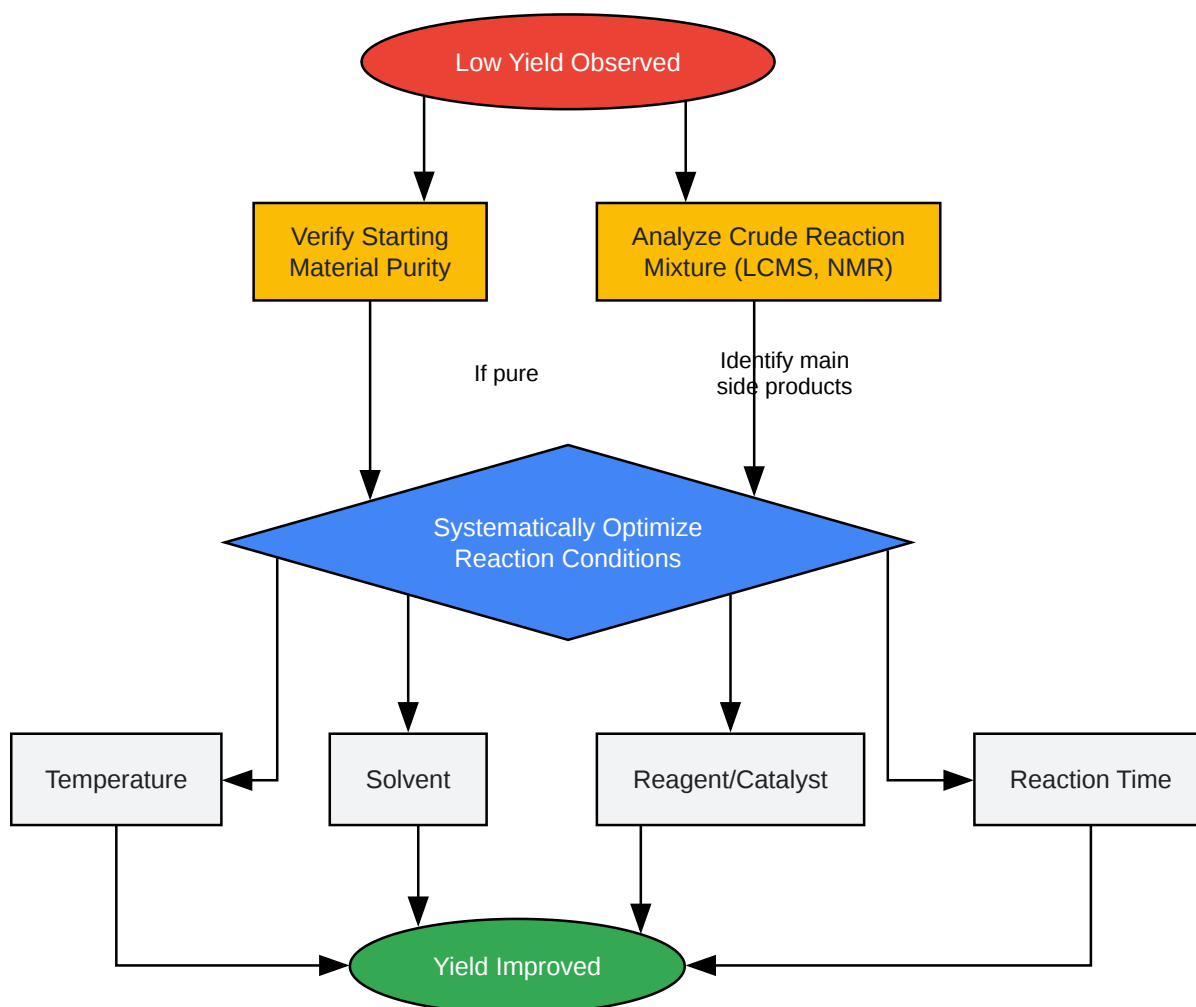 Low Yield Observed
Verify Starting
Material Purity
Analyze Crude Reaction
Mixture (LCMS, NMR)
If pure
Identify main
side products
Systematically Optimize
Reaction Conditions
Temperature
Solvent
Reagent/Catalyst
Reaction Time
Yield Improved